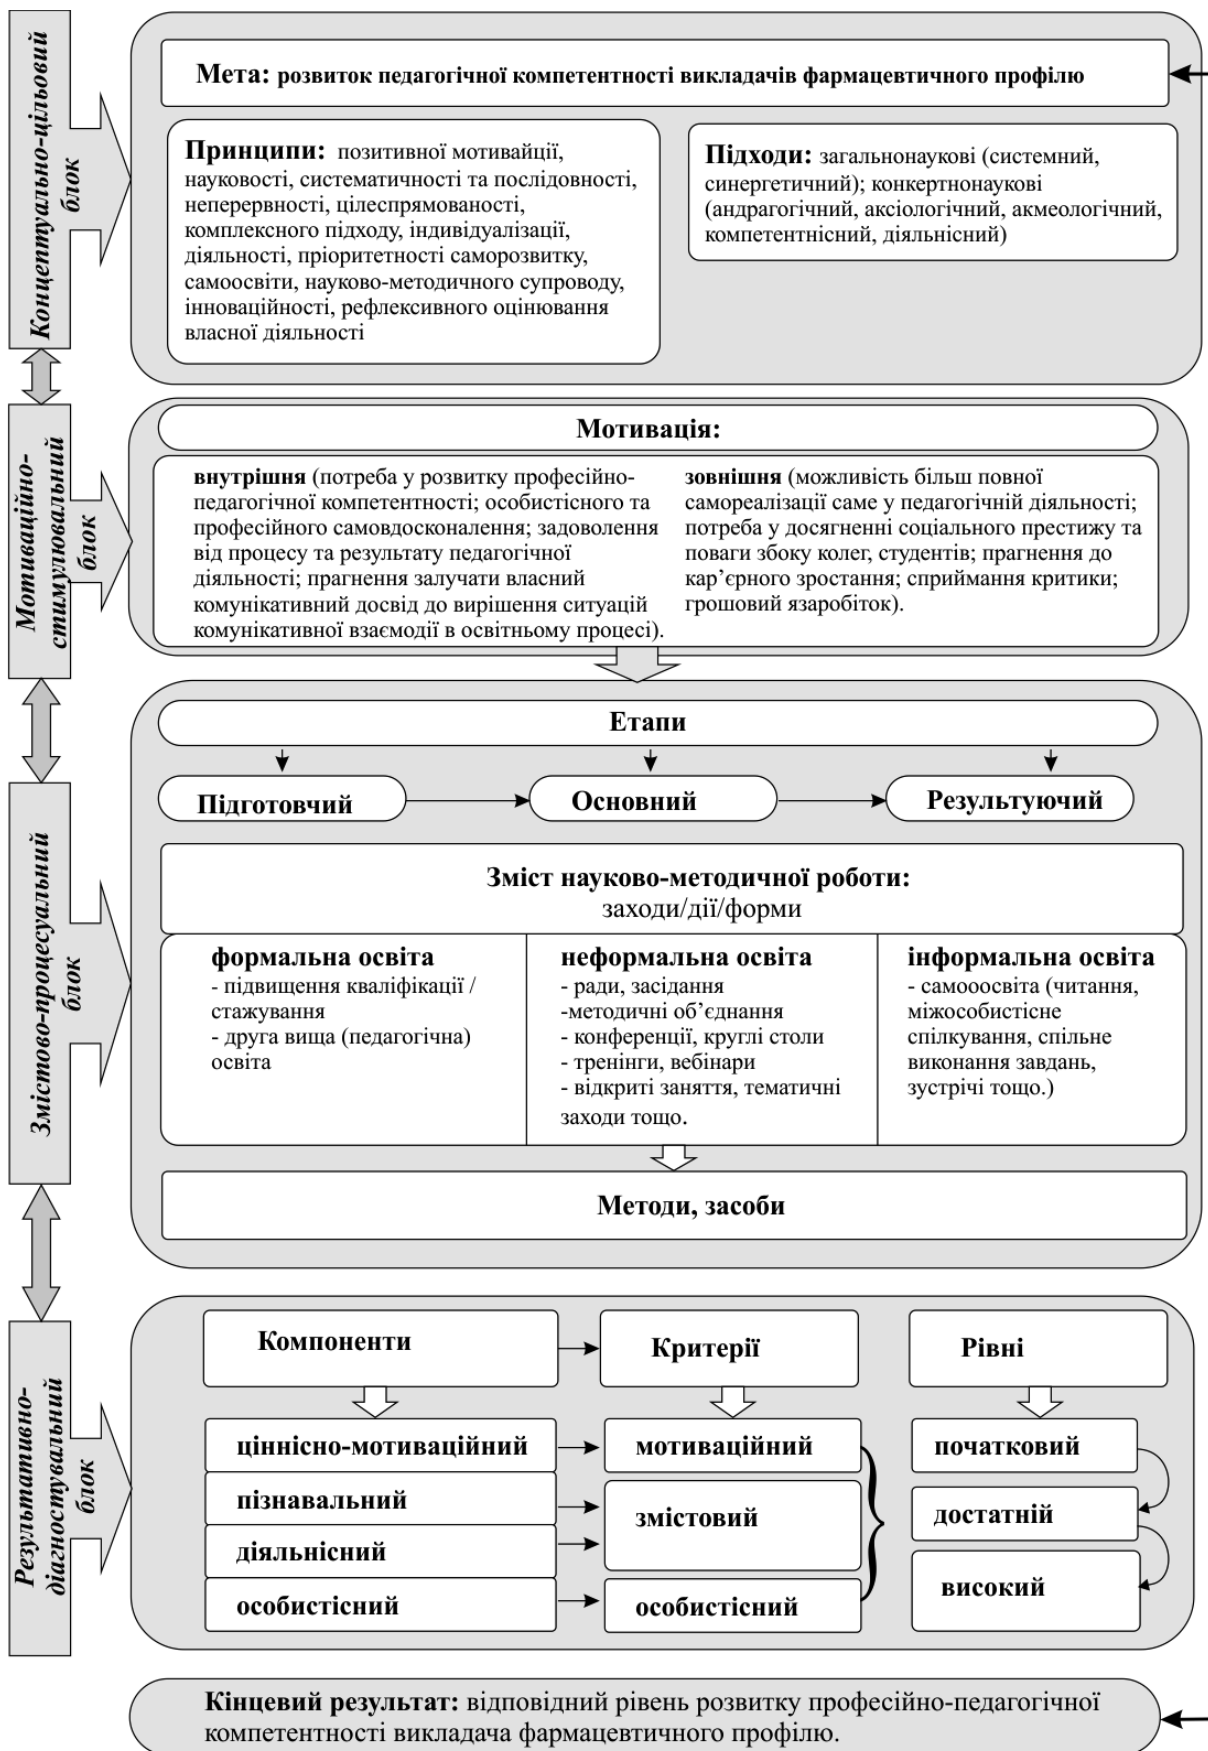 Концептуально-цільовий
блок
Мета: розвиток педагогічної компетентності викладачів фармацевтичного профілю
Принципи: позитивної мотивайції,
науковості, систематичності та послідовності,
неперервності, цілеспрямованості,
комплексного підходу, індивідуалізації,
діяльності, пріоритетності саморозвитку,
самоосвіти, науково-методичного супроводу,
інноваційності, рефлексивного оцінювання
власної діяльності
Підходи: загальнонаукові (системний,
синергетичний); конкертнонаукові
(андрагогічний, аксіологічний, акмеологічний,
компетентнісний, діяльнісний)
Мотиваційно-
стимулювальний
блок
Мотивація:
внутрішня (потреба у розвитку професійно-
педагогічної компетентності; особистісного та
професійного самовдосконалення; задоволення
від процесу та результату педагогічної
діяльності; прагнення залучати власний
комунікативний досвід до вирішення ситуацій
комунікативної взаємодії в освітньому процесі).
зовнішня (можливість більш повної
самореалізації саме у педагогічній діяльності;
потреба у досягненні соціального престижу та
поваги збоку колег, студентів; прагнення до
кар’єрного зростання; сприймання критики;
грошовий язаробіток).
Змістово-процесуальний
блок
Етапи
Підготовчий
Основний
Результуючий
Зміст науково-методичної роботи:
заходи/дії/форми
формальна освіта
- підвищення кваліфікації /
стажування
- друга вища (педагогічна)
освіта
неформальна освіта
- ради, засідання
-методичні об’єднання
- конференції, круглі столи
- тренінги, вебінари
- відкриті заняття, тематичні
заходи тощо.
інформальна освіта
- самооосвіта (читання,
міжособистісне
спілкування, спільне
виконання завдань,
зустрічі тощо.)
Методи, засоби
Результативно-
діагностувальний
блок
Компоненти
Критерії
Рівні
ціннісно-мотиваційний
мотиваційний
початковий
пізнавальний
змістовий
достатній
діяльнісний
високий
особистісний
особистісний
Кінцевий результат: відповідний рівень розвитку професійно-педагогічної
компетентності викладача фармацевтичного профілю.